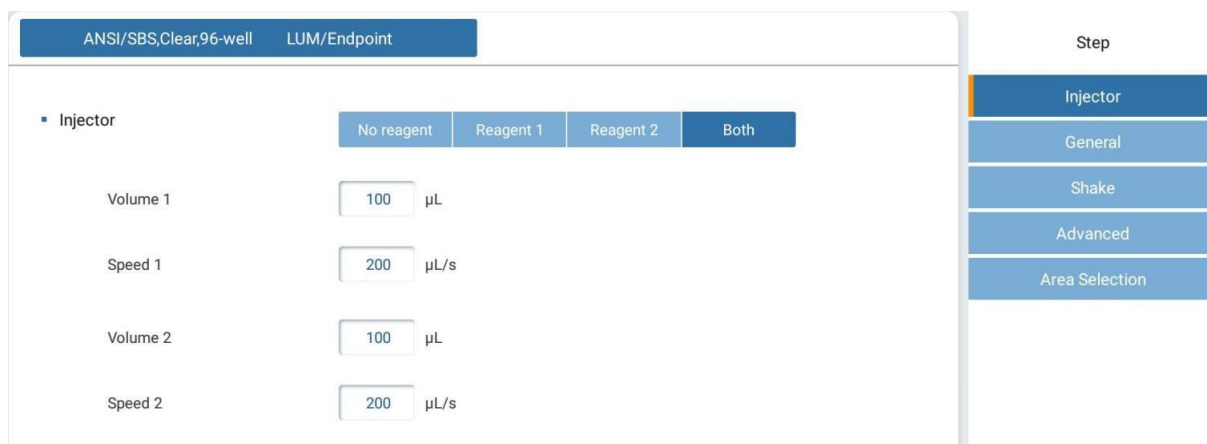 ANSI/SBS,Clear,96-well LUM/Endpoint
Injector
No reagent Reagent 1 Reagent 2 Both
Volume 1 100 µL
Speed 1 200 µL/s
Volume 2 100 µL
Speed 2 200 µL/s
Step
Injector
General
Shake
Advanced
Area Selection